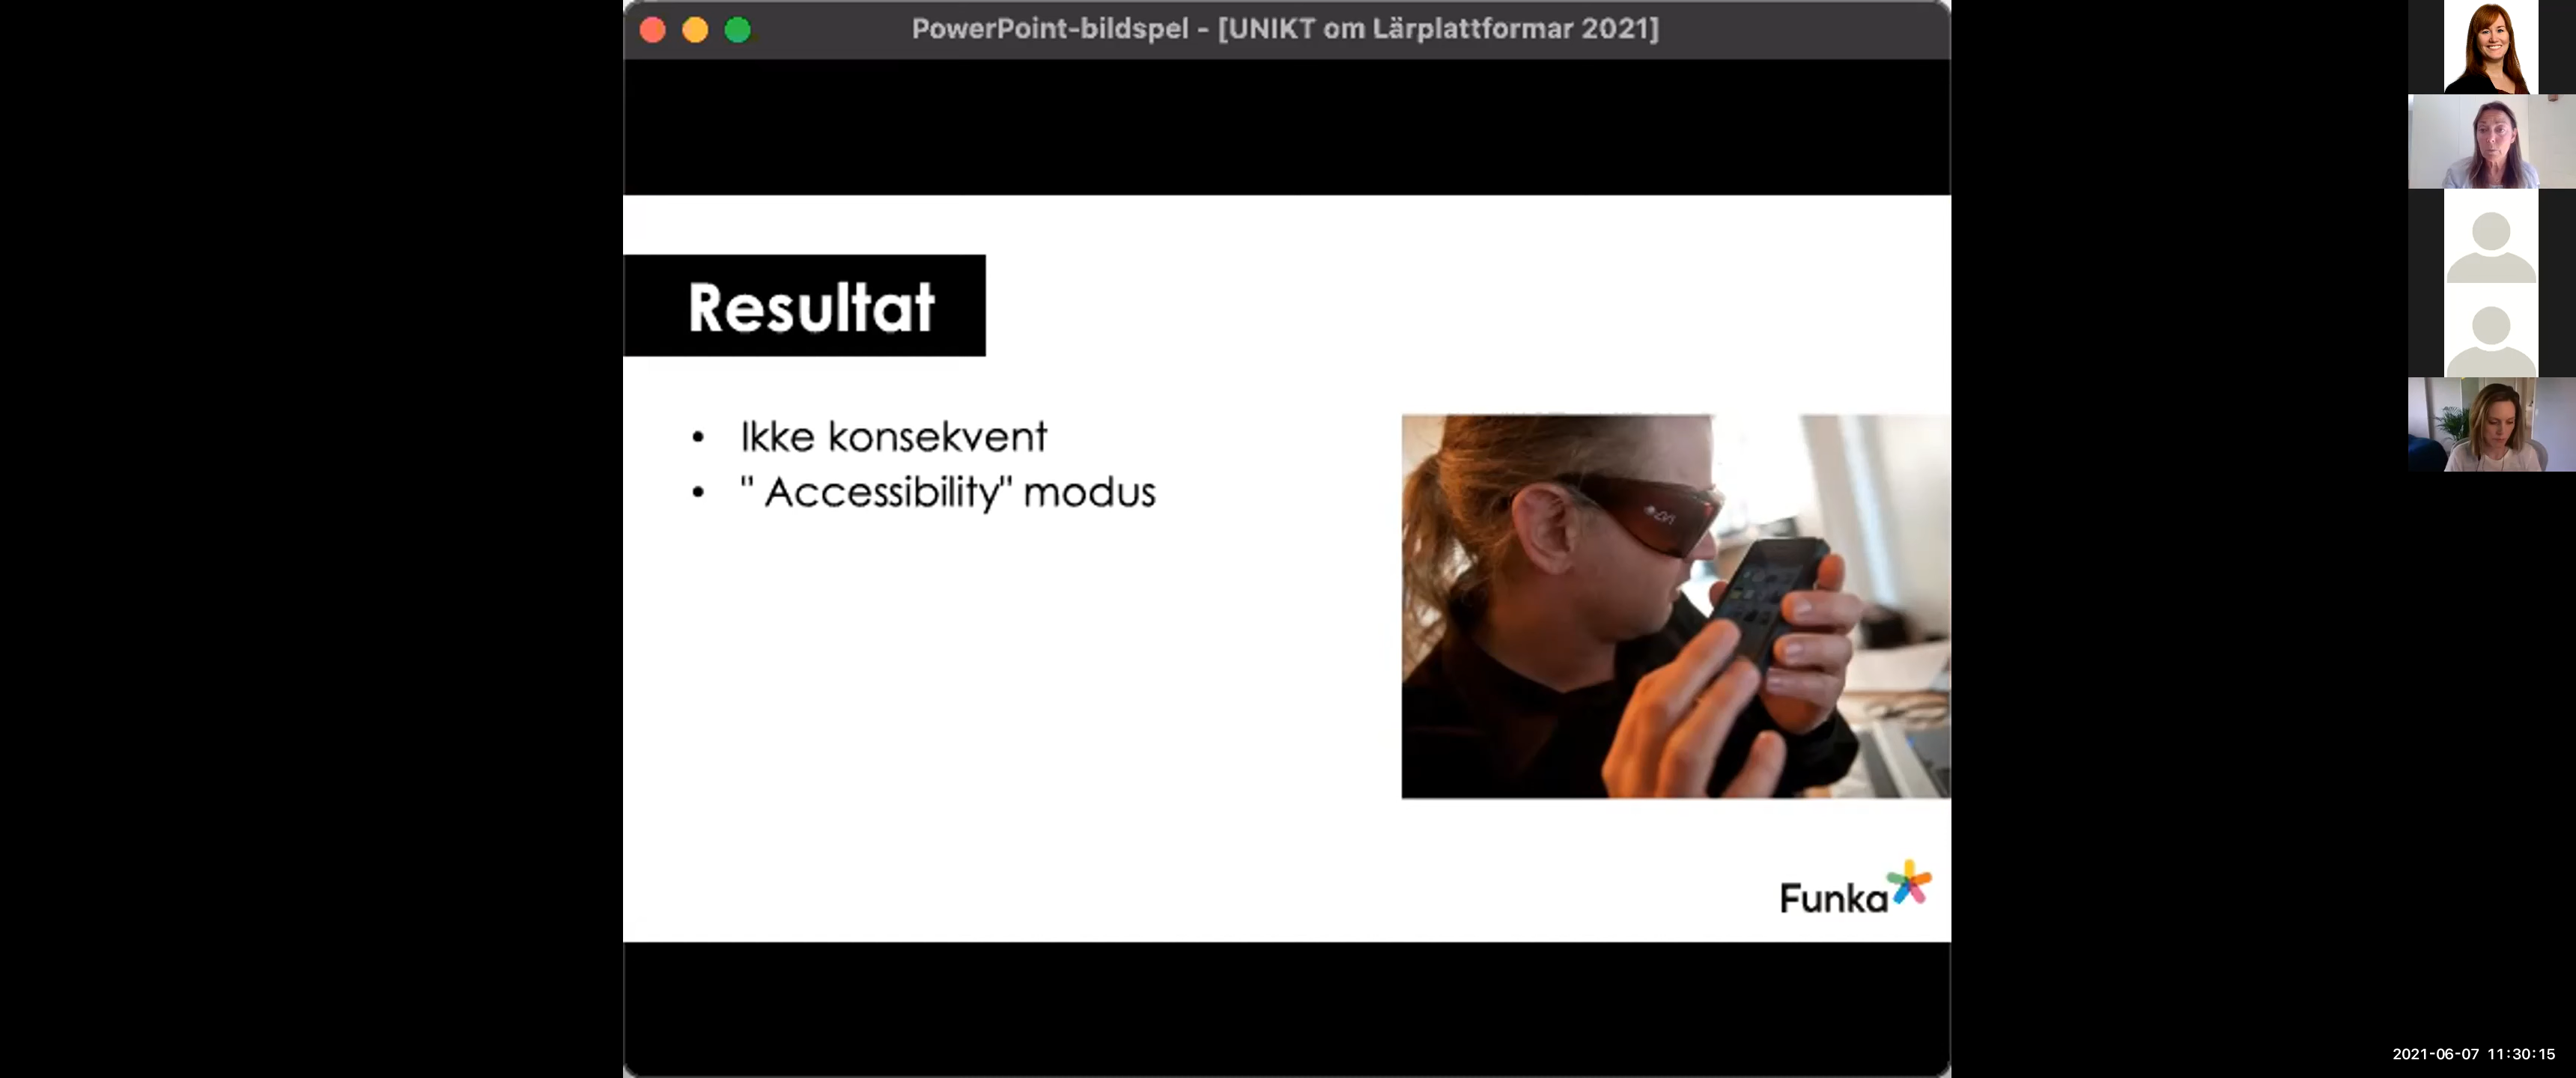 PowerPoint-bildspel - [UNIKT om Lärplattformar 2021]
Resultat
• Ikke konsekvent
• " Accessibility" modus
Funka
2021-06-07 11:30:15